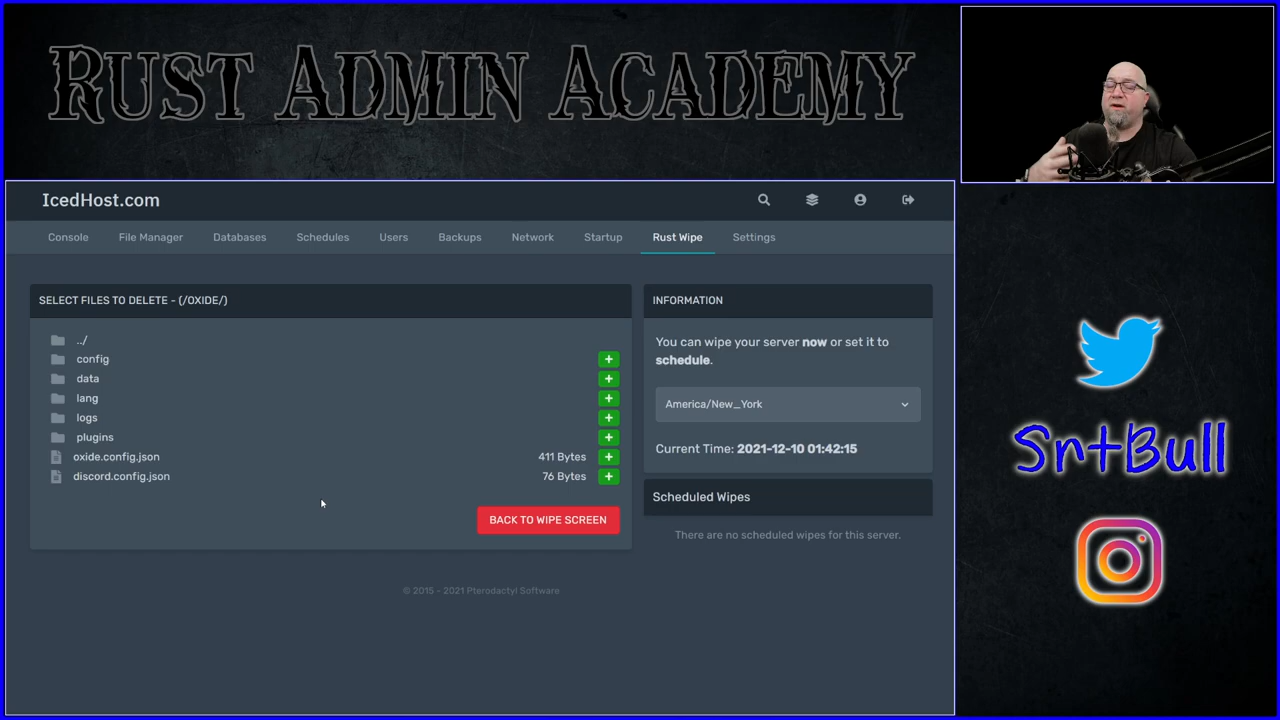 RUST ADMIN ACADEMY
IcedHost.com
Console File Manager Databases Schedules Users Backups Network Startup Rust Wipe Settings
SELECT FILES TO DELETE - (/OXIDE/)
../
config
data
lang
logs
plugins
oxide.config.json 411 Bytes
discord.config.json 76 Bytes
BACK TO WIPE SCREEN
INFORMATION
You can wipe your server now or set it to
schedule.
America/New_York
Current Time: 2021-12-10 01:42:15
Scheduled Wipes
There are no scheduled wipes for this server.
© 2015 - 2021 Pterodactyl Software
SntBull